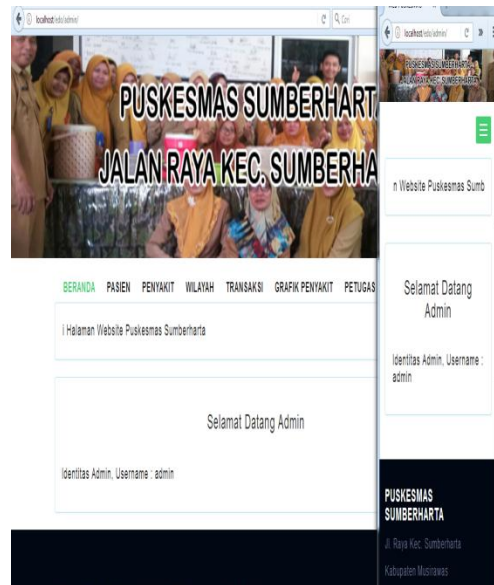 localhost/edo/admin/
Cari
PUSKESMAS SUMBERHARTA
JALAN RAYA KEC. SUMBERHA
BERANDA PASIEN PENYAKIT WILAYAH TRANSAKSI GRAFIK PENYAKIT PETUGAS
i Halaman Website Puskesmas Sumberharta
Selamat Datang Admin
Identitas Admin, Username : admin
localhost/edo/admin/
PUSKESMAS SUMBERHARTA
JALAN RAYA KEC. SUMBERHARTA
n Website Puskesmas Sumb
Selamat Datang
Admin
Identitas Admin, Username :
admin
PUSKESMAS
SUMBERHARTA
Jl. Raya Kec. Sumberharta
Kabupaten Musirawas